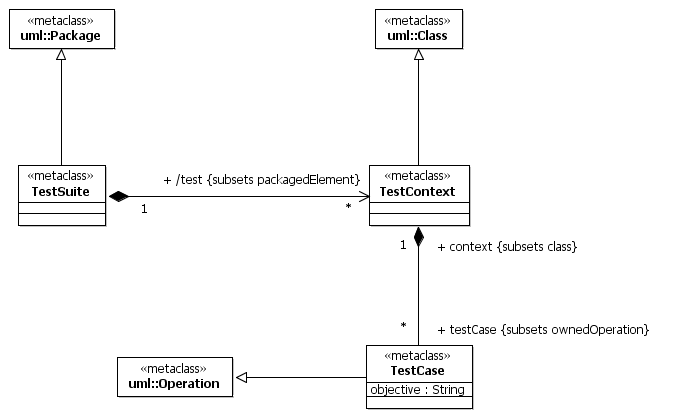 «metaclass»
uml::Package
«metaclass»
uml::Class
«metaclass»
TestSuite
+ /test {subsets packagedElement}
1
*
«metaclass»
TestContext
1
+ context {subsets class}
*
+ testCase {subsets ownedOperation}
«metaclass»
uml::Operation
«metaclass»
TestCase
objective : String